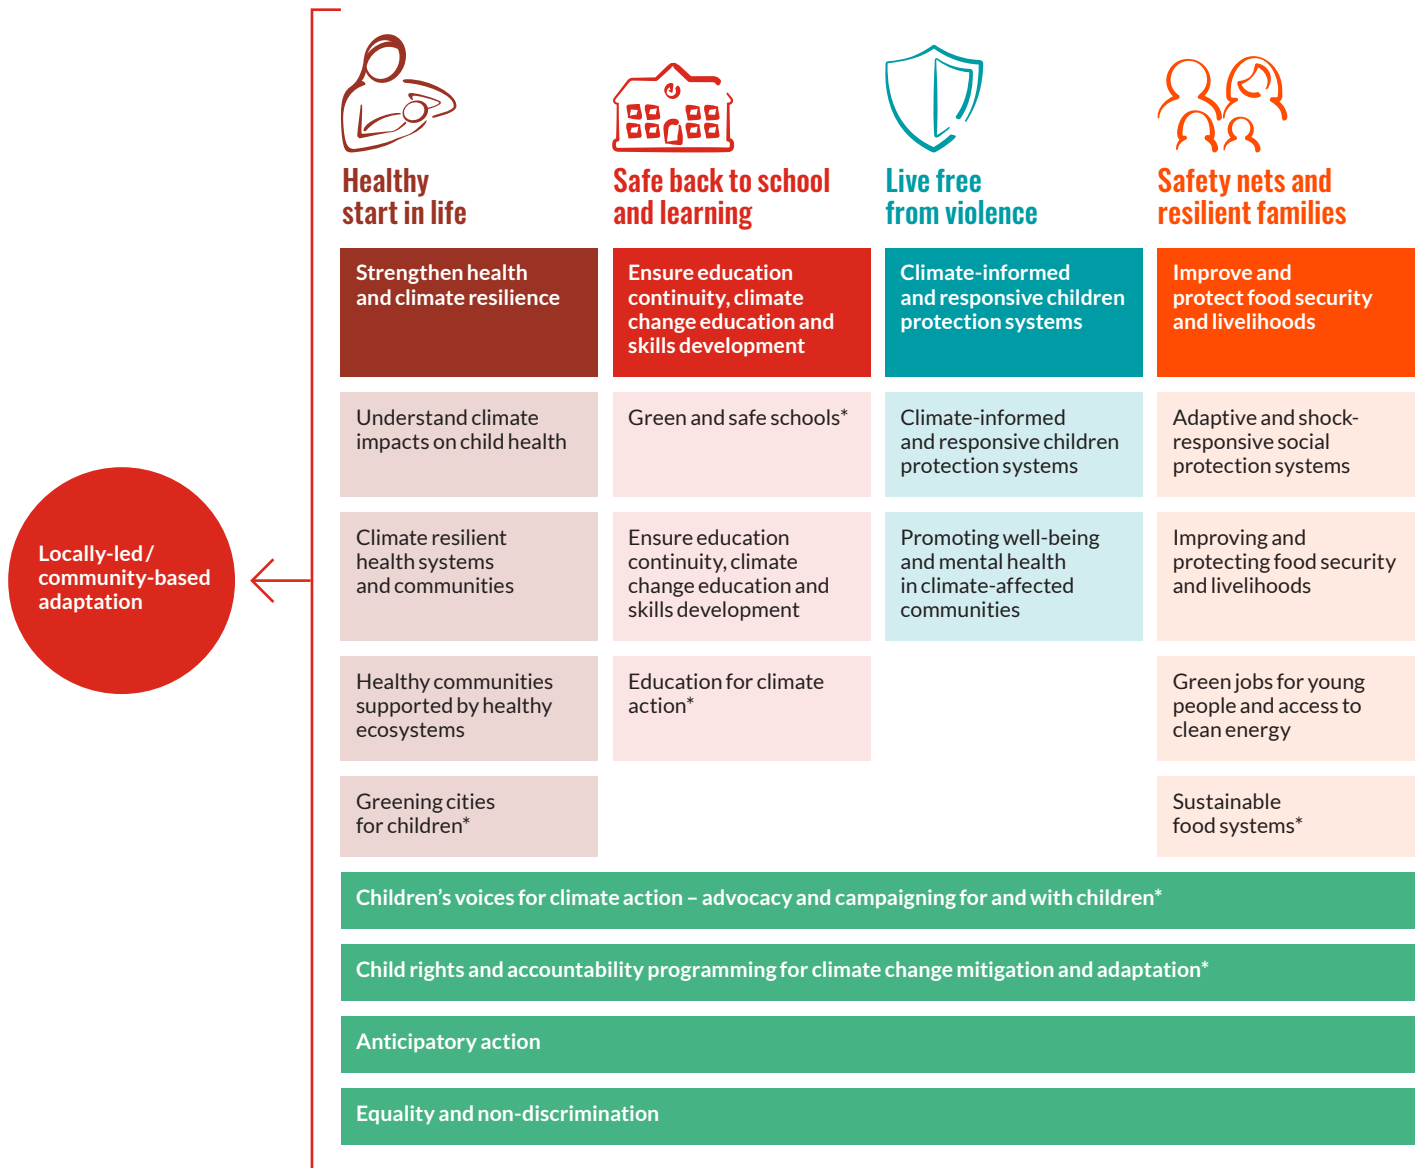 Healthy
start in life
Safe back to school
and learning
Live free
from violence
Safety nets and
resilient families
Strengthen health
and climate resilience
Ensure education
continuity, climate
change education and
skills development
Climate-informed
and responsive children
protection systems
Improve and
protect food security
and livelihoods
Understand climate
impacts on child health
Green and safe schools*
Climate-informed
and responsive children
protection systems
Adaptive and shock-
responsive social
protection systems
Locally-led /
community-based
adaptation
Climate resilient
health systems
and communities
Ensure education
continuity, climate
change education and
skills development
Promoting well-being
and mental health
in climate-affected
communities
Improving and
protecting food security
and livelihoods
Healthy communities
supported by healthy
ecosystems
Education for climate
action*
Green jobs for young
people and access to
clean energy
Greening cities
for children*
Sustainable
food systems*
Children’s voices for climate action – advocacy and campaigning for and with children*
Child rights and accountability programming for climate change mitigation and adaptation*
Anticipatory action
Equality and non-discrimination